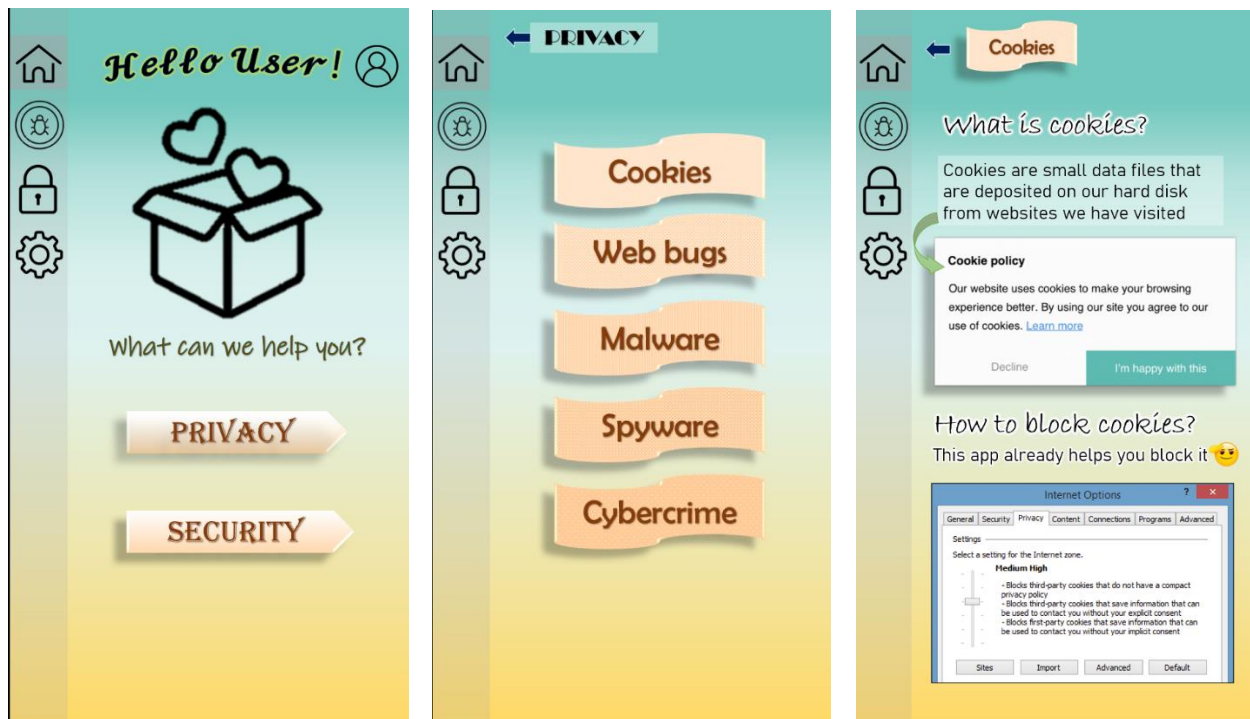 Hello User!
What can we help you?
PRIVACY
SECURITY
PRIVACY
Cookies
Web bugs
Malware
Spyware
Cybercrime
Cookies
What is cookies?
Cookies are small data files that
are deposited on our hard disk
from websites we have visited
Cookie policy
Our website uses cookies to make your browsing
experience better. By using our site you agree to our
use of cookies. Learn more
Decline I'm happy with this
How to block cookies?
This app already helps you block it
Internet Options ?
General Security Privacy Content Connections Programs Advanced
Settings
Select a setting for the Internet zone.
Medium High
- Blocks third-party cookies that do not have a compact
privacy policy
- Blocks third-party cookies that save information that can
be used to contact you without your explicit consent
- Blocks first-party cookies that save information that can
be used to contact you without your implicit consent
Sites Import Advanced Default